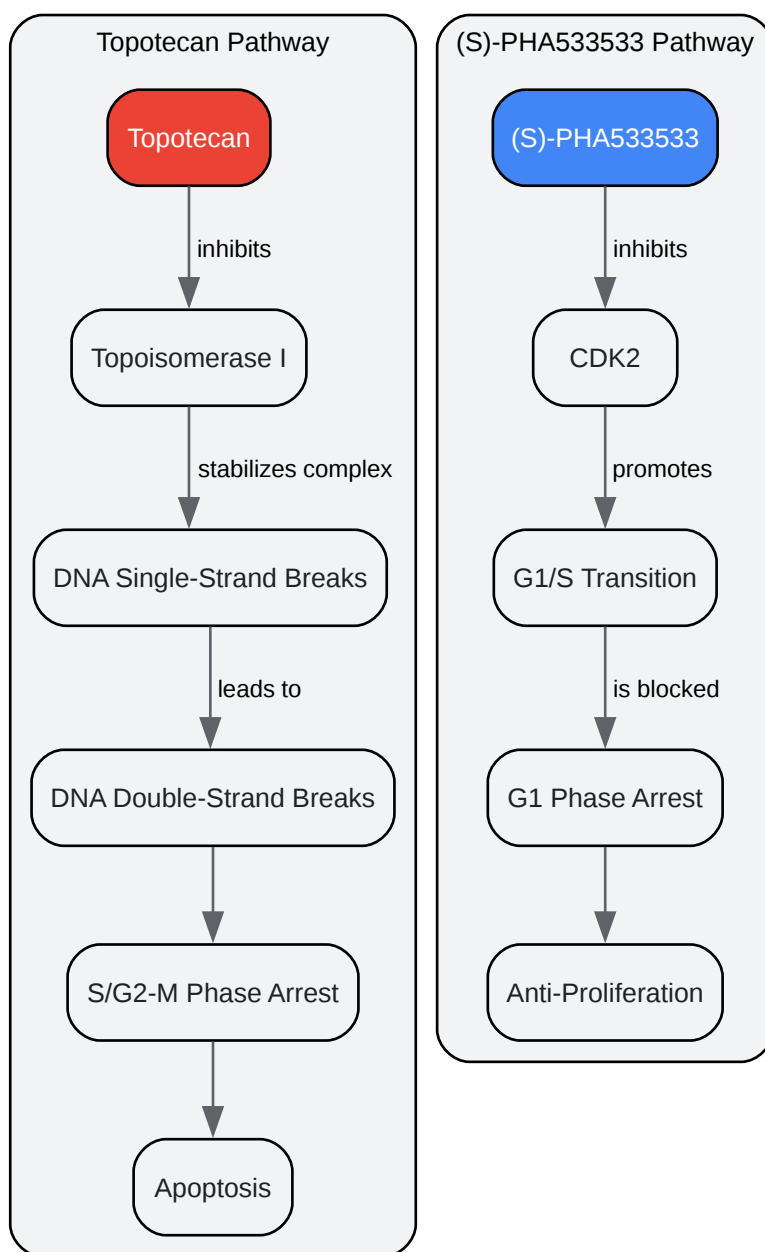 Topotecan Pathway
Topotecan
inhibits
Topoisomerase I
stabilizes complex
DNA Single-Strand Breaks
leads to
DNA Double-Strand Breaks
S/G2-M Phase Arrest
Apoptosis
(S)-PHA533533 Pathway
(S)-PHA533533
inhibits
CDK2
promotes
G1/S Transition
is blocked
G1 Phase Arrest
Anti-Proliferation